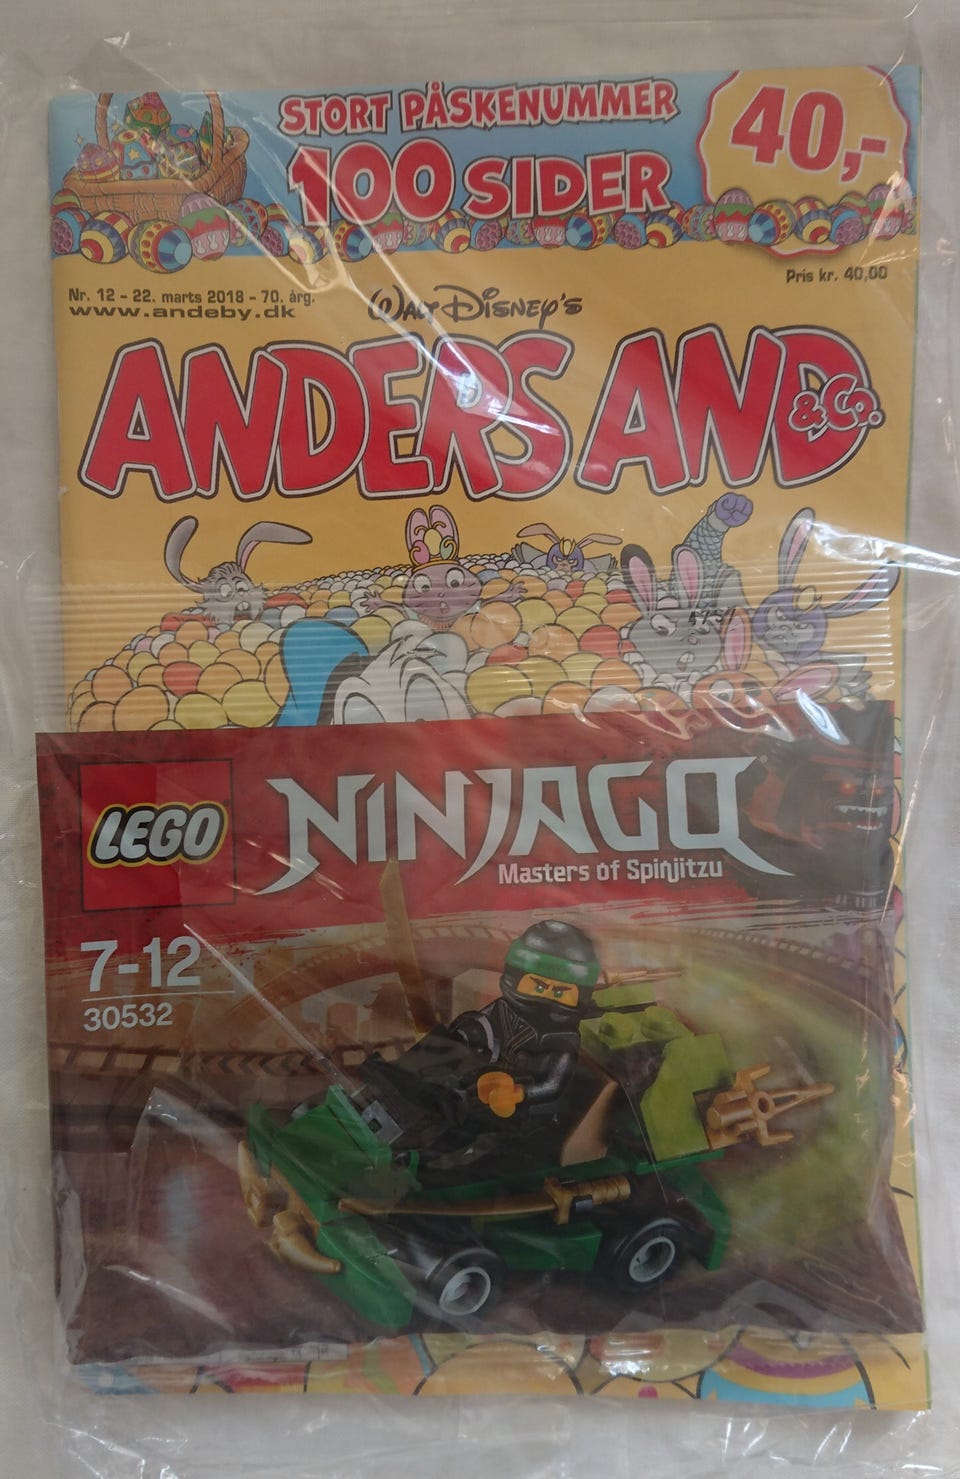 STORT PÅSKENUMMER
100 SIDER
40,-
Pris kr. 40,00
Nr. 12 - 22. marts 2018 - 70. årg.
www.andeby.dk
WALT DISNEY'S
ANDERS AND
& Co.
LEGO
NINJAGO
Masters of Spinjitzu
7-12
30532